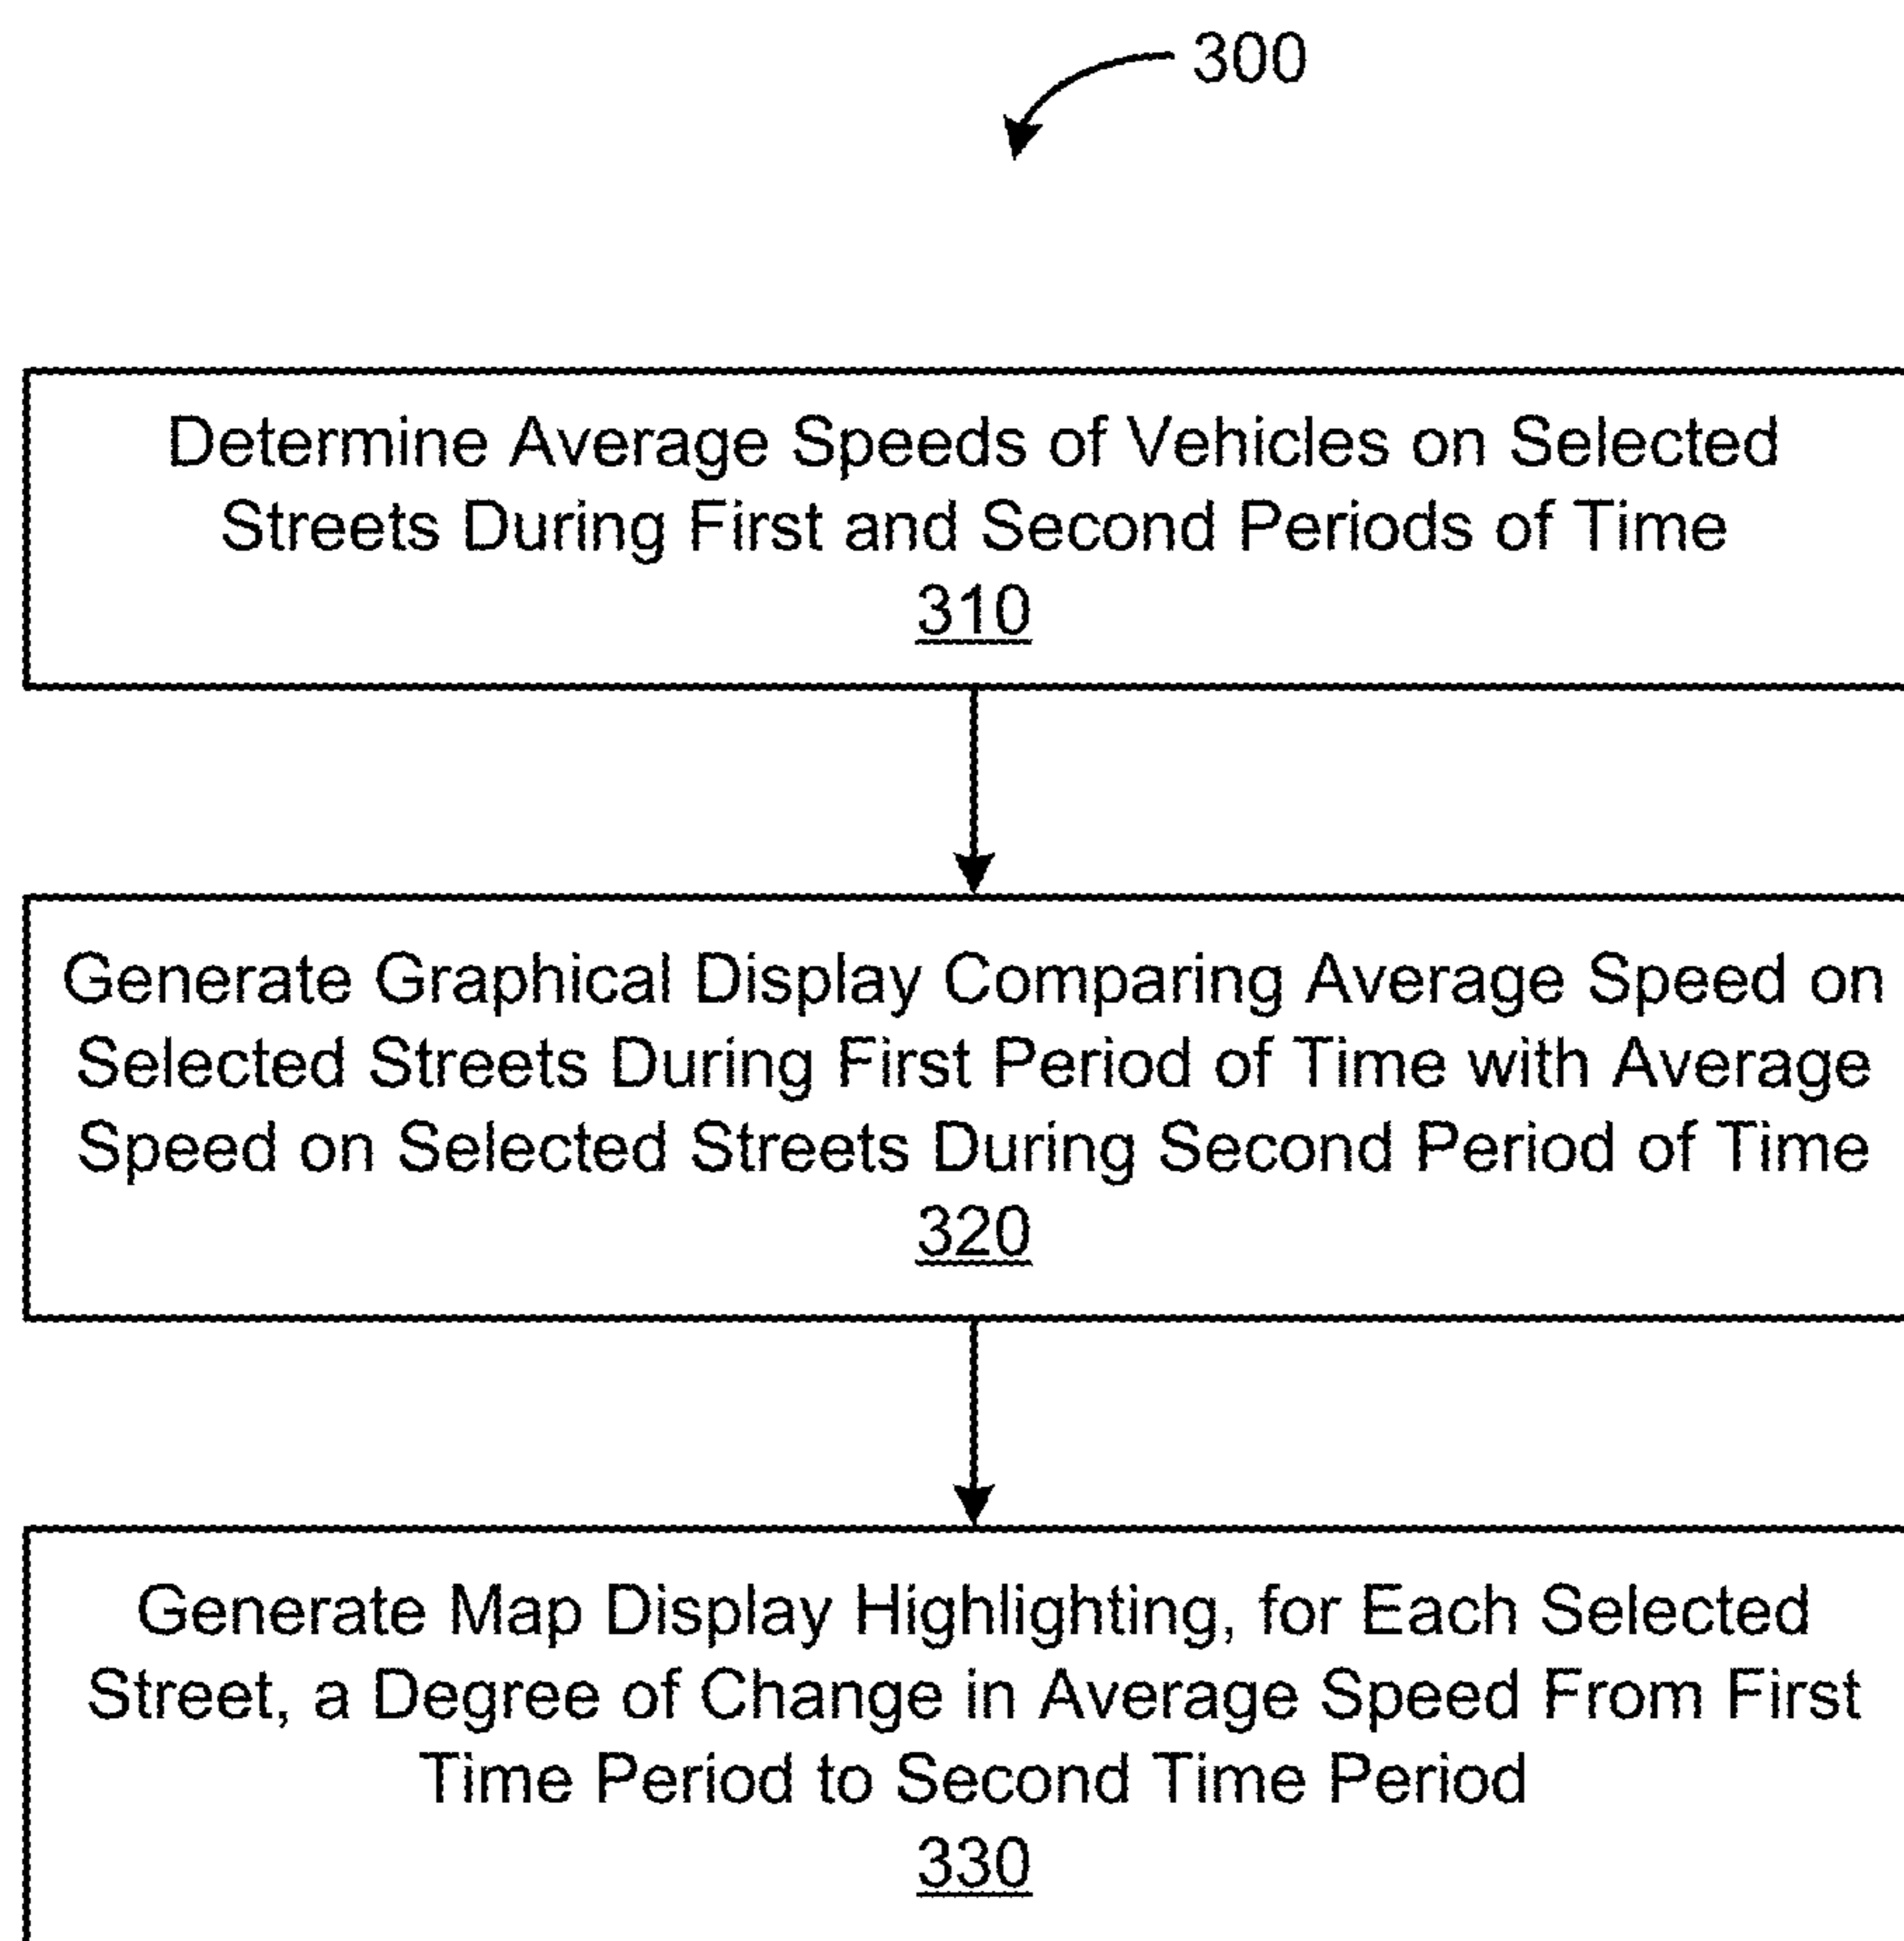 300
Determine Average Speeds of Vehicles on Selected
Streets During First and Second Periods of Time
310
Generate Graphical Display Comparing Average Speed on
Selected Streets During First Period of Time with Average
Speed on Selected Streets During Second Period of Time
320
Generate Map Display Highlighting, for Each Selected
Street, a Degree of Change in Average Speed From First
Time Period to Second Time Period
330